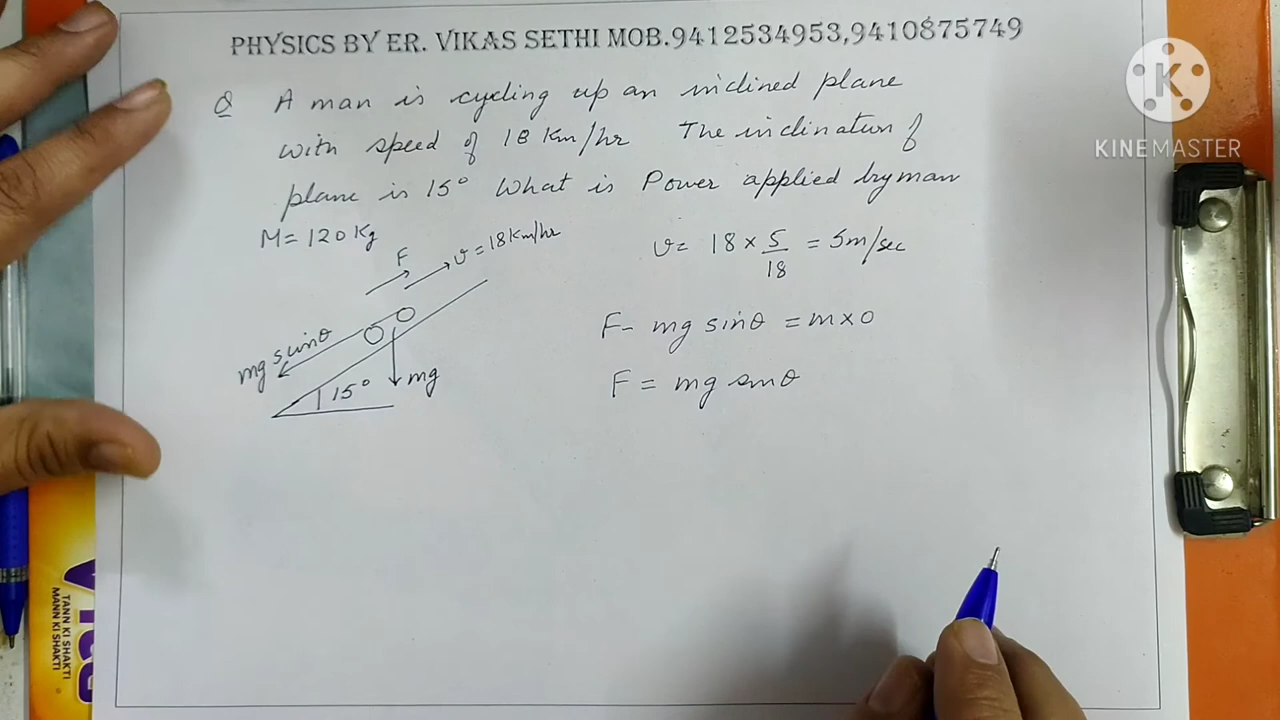 PHYSICS BY ER. VIKAS SETHI MOB.9412534953,9410875749
Q A man is cycling up an inclined plane
with speed of 18 Km/hr The inclination of
plane is 15° What is Power applied by man
M = 120 Kg
F
v = 18 Km/hr
mg sinθ
15°
mg
v = 18 × 5/18 = 5 m/sec
F - mg sinθ = m × 0
F = mg sinθ
K
KINEMASTER
TANN KI SHAKTI
MANN KI SHAKTI